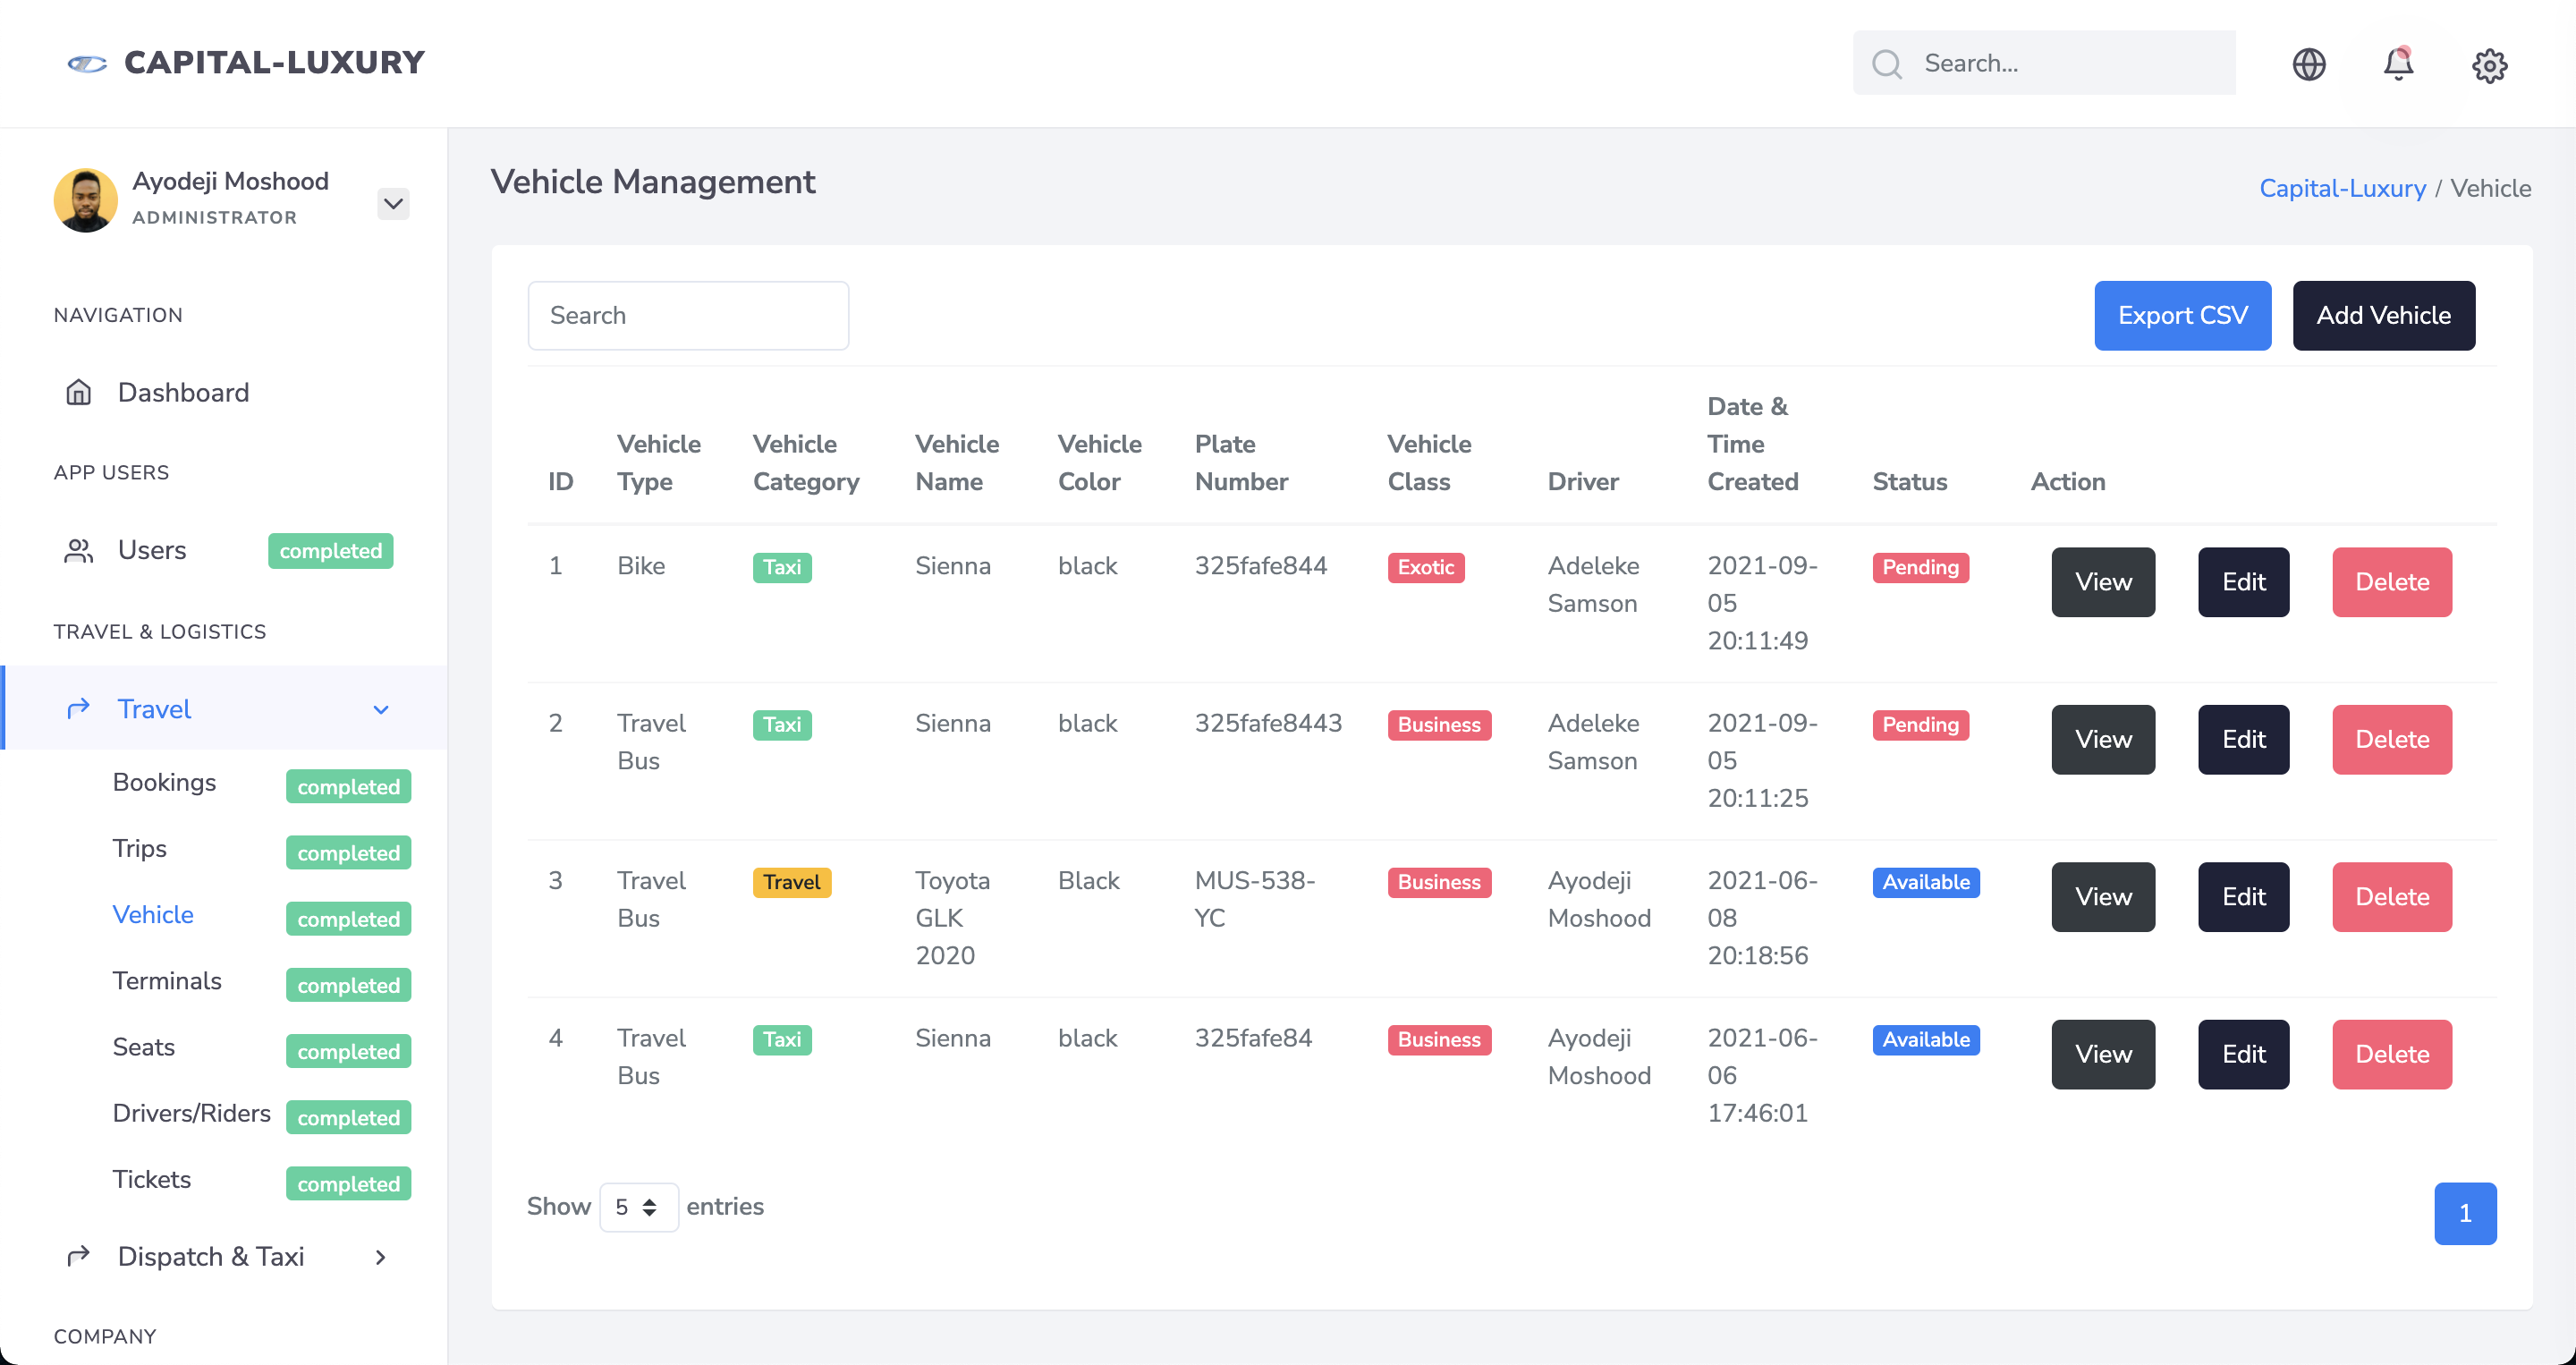 CAPITAL-LUXURY
Search...
Ayodeji Moshood
ADMINISTRATOR
NAVIGATION
Dashboard
APP USERS
Users completed
TRAVEL & LOGISTICS
Travel
Bookings completed
Trips completed
Vehicle completed
Terminals completed
Seats completed
Drivers/Riders completed
Tickets completed
Dispatch & Taxi
COMPANY
Vehicle Management
Capital-Luxury / Vehicle
Search
Export CSV
Add Vehicle
ID
Vehicle
Type
Vehicle
Category
Vehicle
Name
Vehicle
Color
Plate
Number
Vehicle
Class
Driver
Date &
Time
Created
Status
Action
1
Bike
Taxi
Sienna
black
325fafe844
Exotic
Adeleke
Samson
2021-09-
05
20:11:49
Pending
View
Edit
Delete
2
Travel
Bus
Taxi
Sienna
black
325fafe8443
Business
Adeleke
Samson
2021-09-
05
20:11:25
Pending
View
Edit
Delete
3
Travel
Bus
Travel
Toyota
GLK
2020
Black
MUS-538-
YC
Business
Ayodeji
Moshood
2021-06-
08
20:18:56
Available
View
Edit
Delete
4
Travel
Bus
Taxi
Sienna
black
325fafe84
Business
Ayodeji
Moshood
2021-06-
06
17:46:01
Available
View
Edit
Delete
Show 5 entries
1